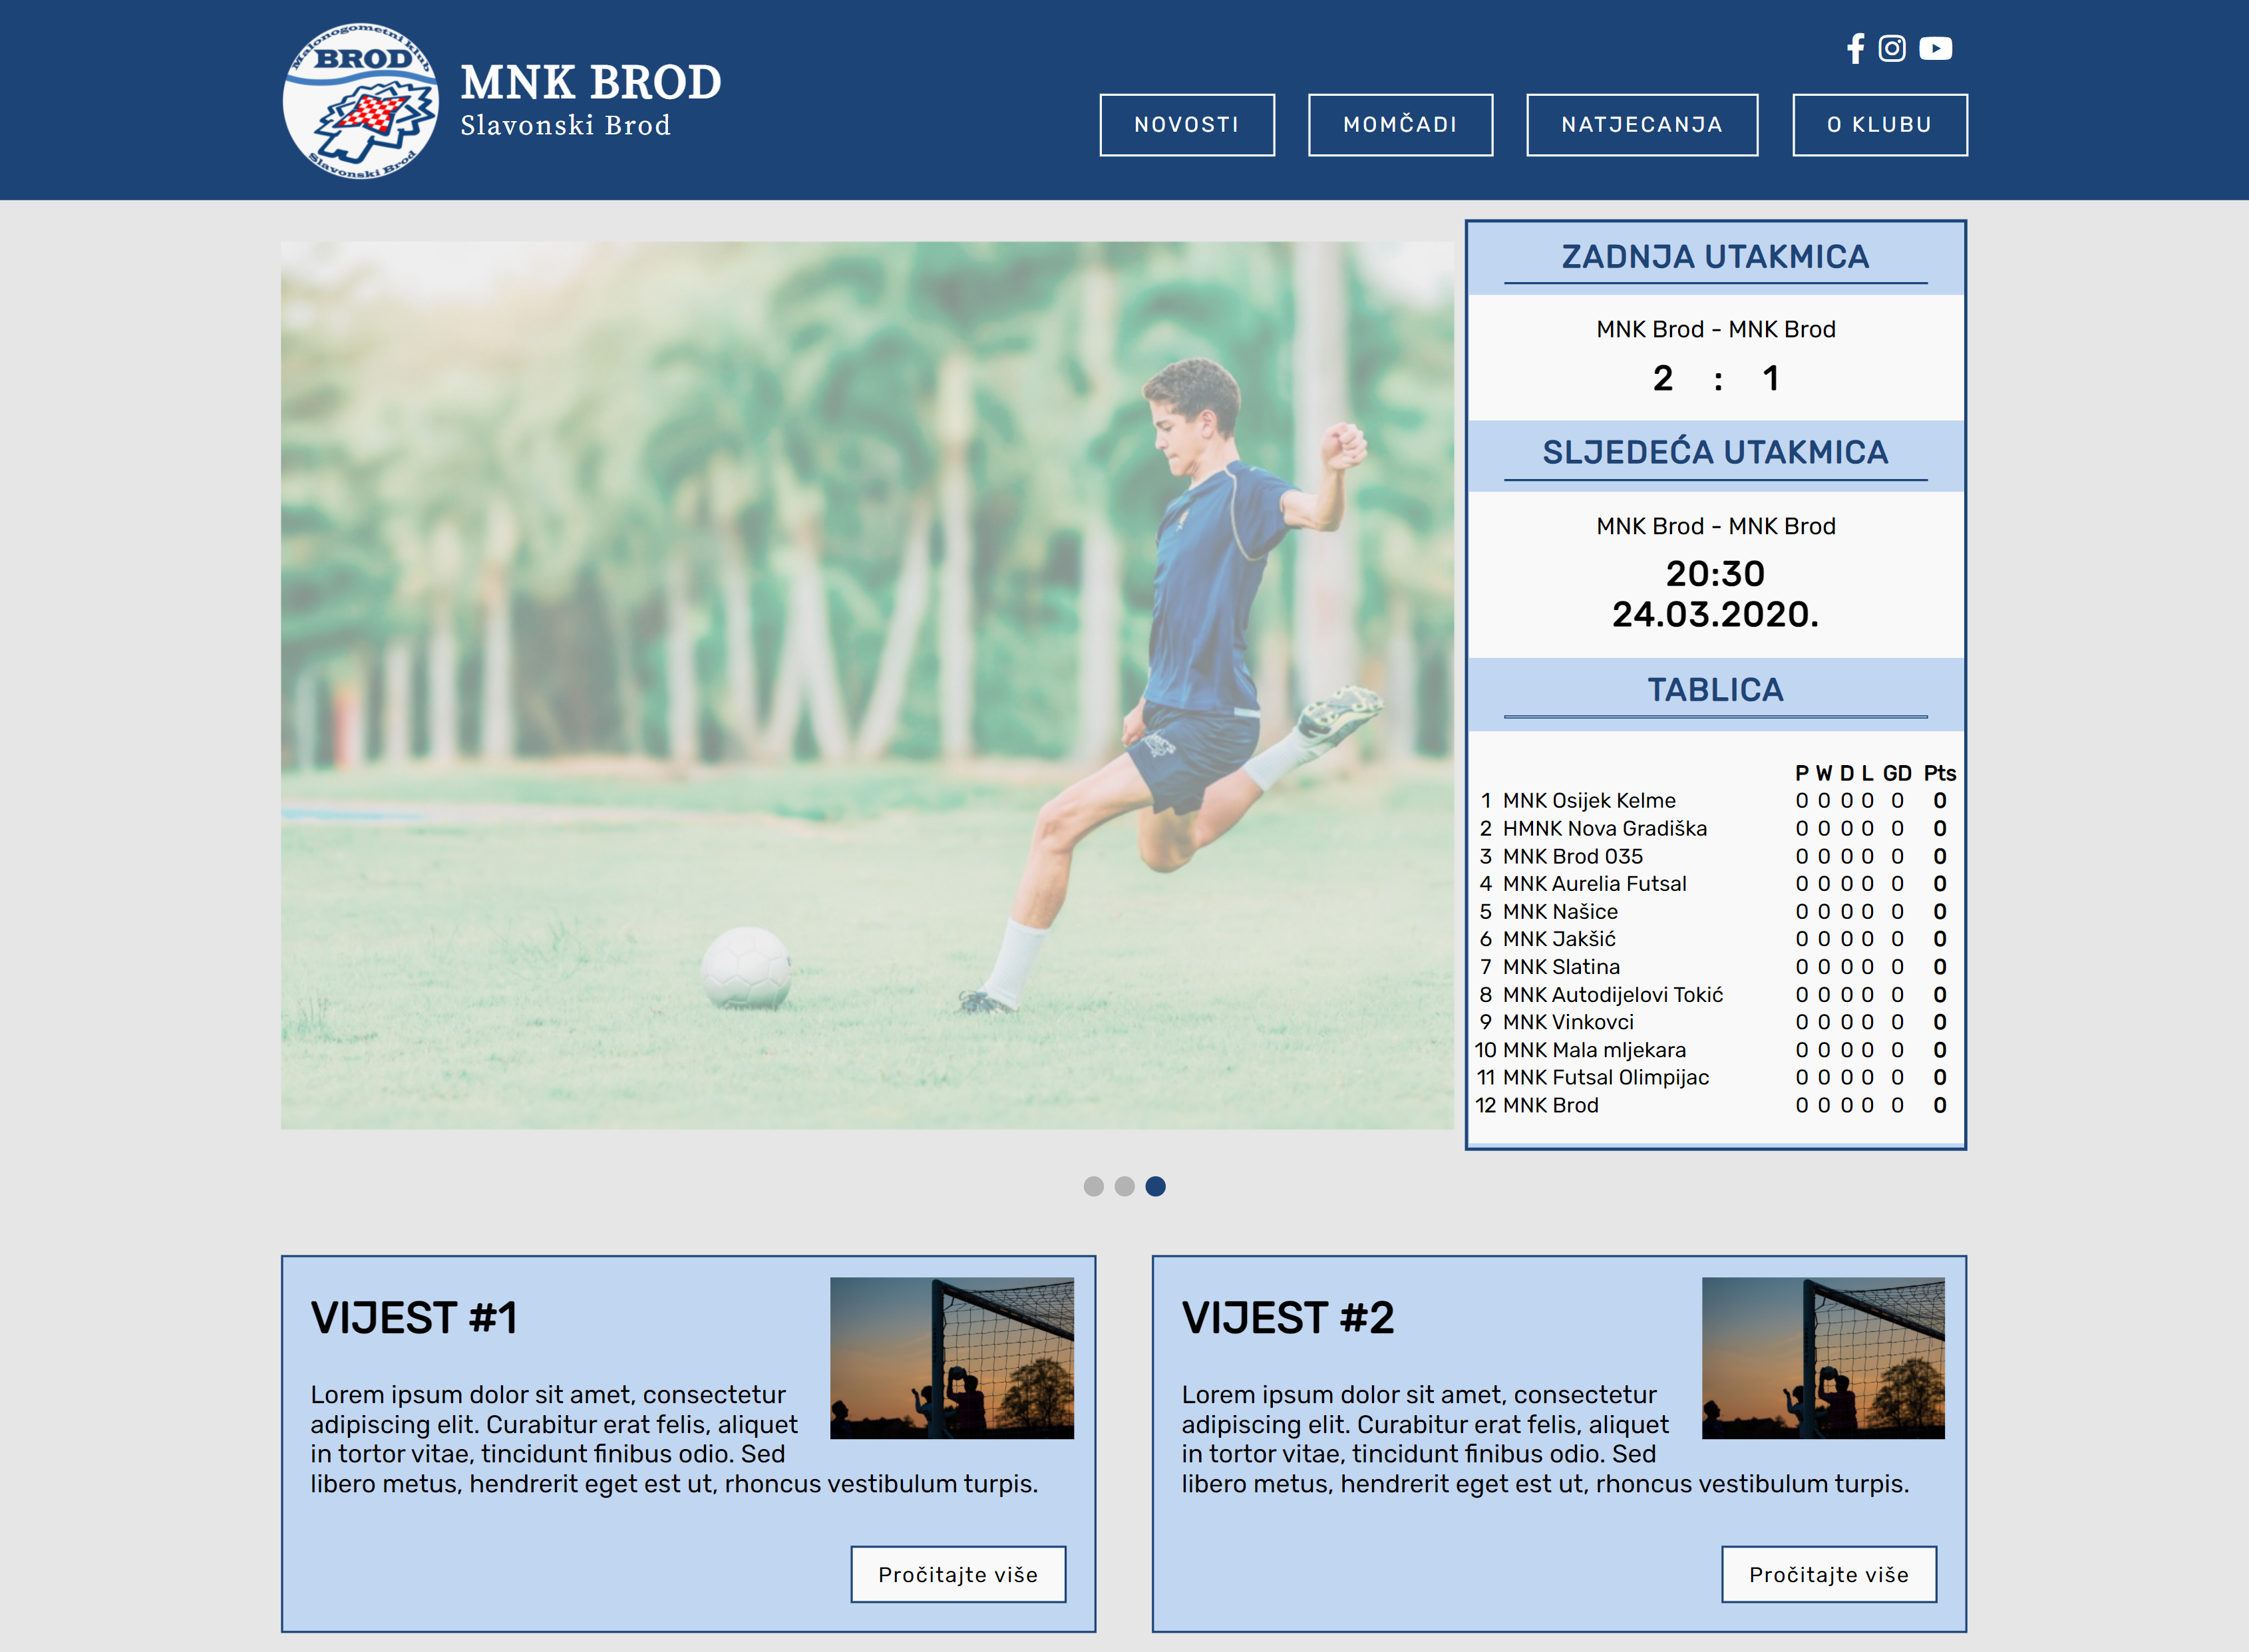 Malonogometni klub
BROD
Slavonski Brod
MNK BROD
Slavonski Brod
NOVOSTI
MOMČADI
NATJECANJA
O KLUBU
ZADNJA UTAKMICA
MNK Brod - MNK Brod
2 : 1
SLJEDEĆA UTAKMICA
MNK Brod - MNK Brod
20:30
24.03.2020.
TABLICA
P W D L GD Pts
1 MNK Osijek Kelme 0 0 0 0 0 0
2 HMNK Nova Gradiška 0 0 0 0 0 0
3 MNK Brod 035 0 0 0 0 0 0
4 MNK Aurelia Futsal 0 0 0 0 0 0
5 MNK Našice 0 0 0 0 0 0
6 MNK Jakšić 0 0 0 0 0 0
7 MNK Slatina 0 0 0 0 0 0
8 MNK Autodijelovi Tokić 0 0 0 0 0 0
9 MNK Vinkovci 0 0 0 0 0 0
10 MNK Mala mljekara 0 0 0 0 0 0
11 MNK Futsal Olimpijac 0 0 0 0 0 0
12 MNK Brod 0 0 0 0 0 0
VIJEST #1
Lorem ipsum dolor sit amet, consectetur
adipiscing elit. Curabitur erat felis, aliquet
in tortor vitae, tincidunt finibus odio. Sed
libero metus, hendrerit eget est ut, rhoncus vestibulum turpis.
Pročitajte više
VIJEST #2
Lorem ipsum dolor sit amet, consectetur
adipiscing elit. Curabitur erat felis, aliquet
in tortor vitae, tincidunt finibus odio. Sed
libero metus, hendrerit eget est ut, rhoncus vestibulum turpis.
Pročitajte više